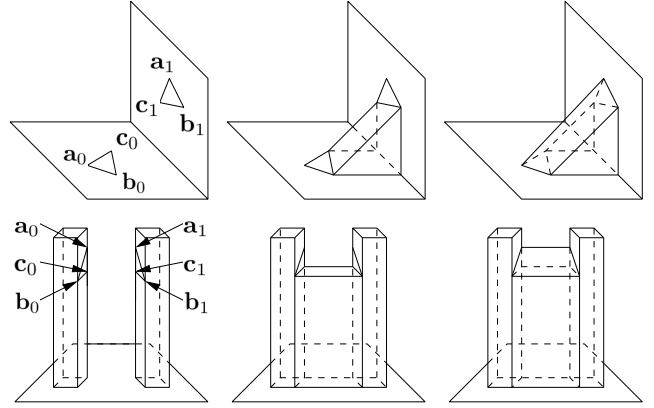 a₁
c₁
b₁
c₀
a₀
b₀
a₀ a₁
c₀ c₁
b₀ b₁